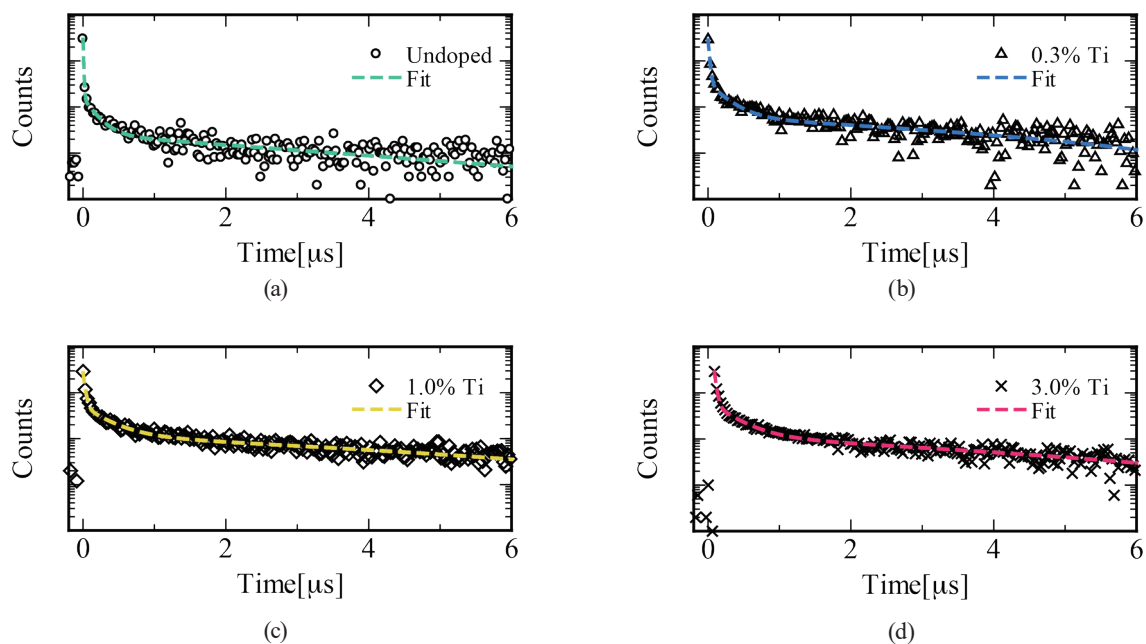 Counts
Undoped
Fit
0 2 4 6
Time[μs]
(a)
Counts
0.3% Ti
Fit
0 2 4 6
Time[μs]
(b)
Counts
1.0% Ti
Fit
0 2 4 6
Time[μs]
(c)
Counts
3.0% Ti
Fit
0 2 4 6
Time[μs]
(d)